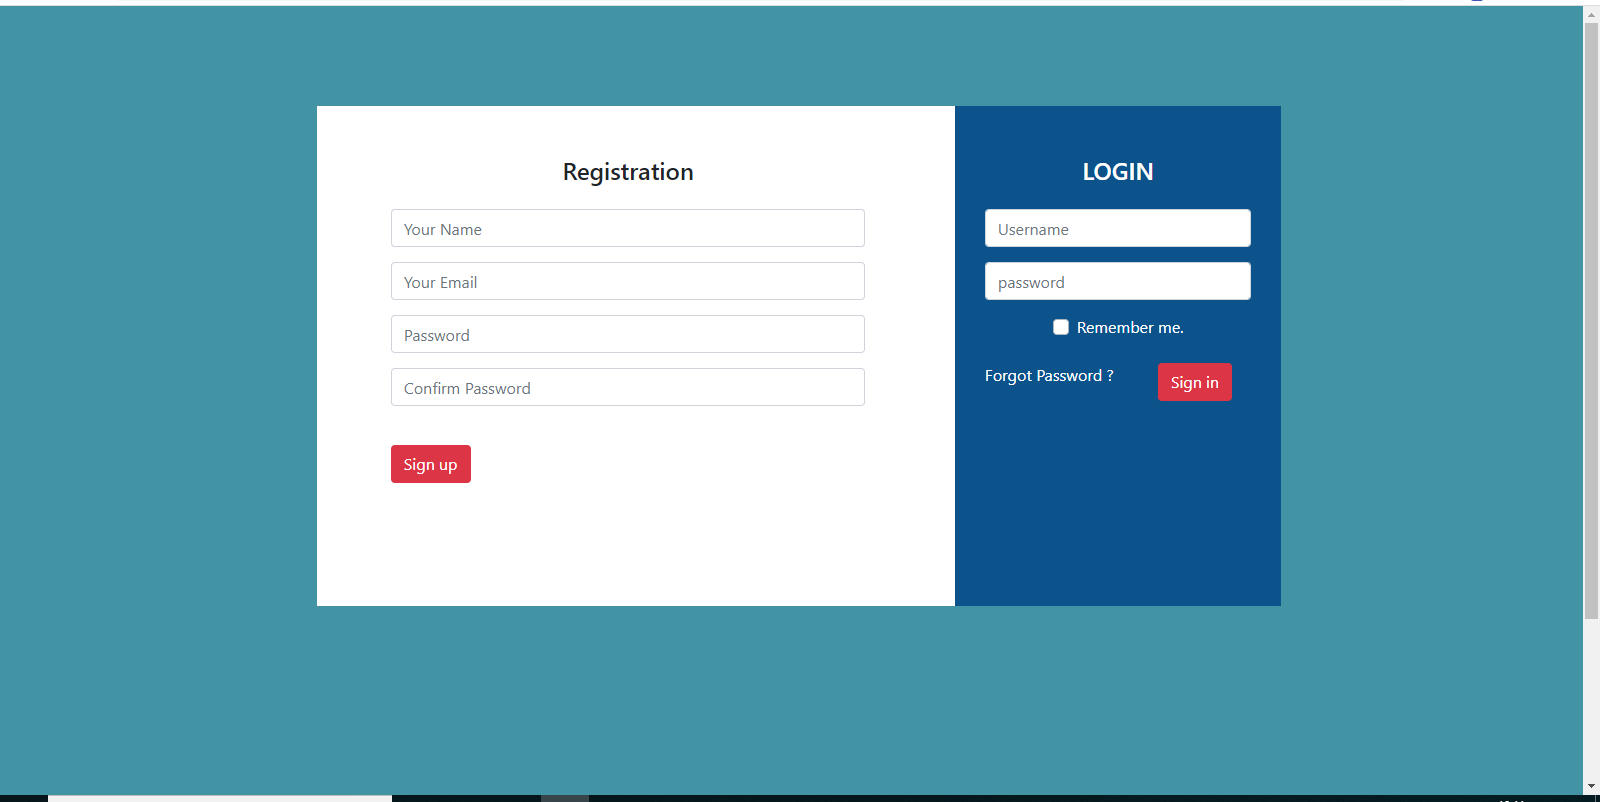 Registration
Your Name
Your Email
Password
Confirm Password
Sign up
LOGIN
Username
password
Remember me.
Forgot Password ?
Sign in